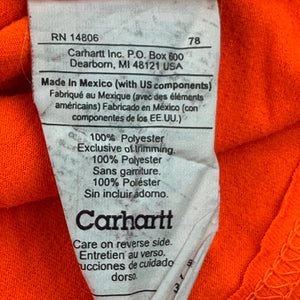 RN 14806 78
Carhartt Inc. P.O. Box 600
Dearborn, MI 48121 USA
Made in Mexico (with US components)
Fabriqué au Mexique (avec des éléments
américains) Fabricado en México (con
componentes de los EE.UU.)
100% Polyester
Exclusive of trimming.
100% Polyester
Sans garniture.
100% Poliéster
Sin incluir adorno.
Carhartt
Care on reverse side.
Entretien au verso.
rucciones de cuidado
dorso.